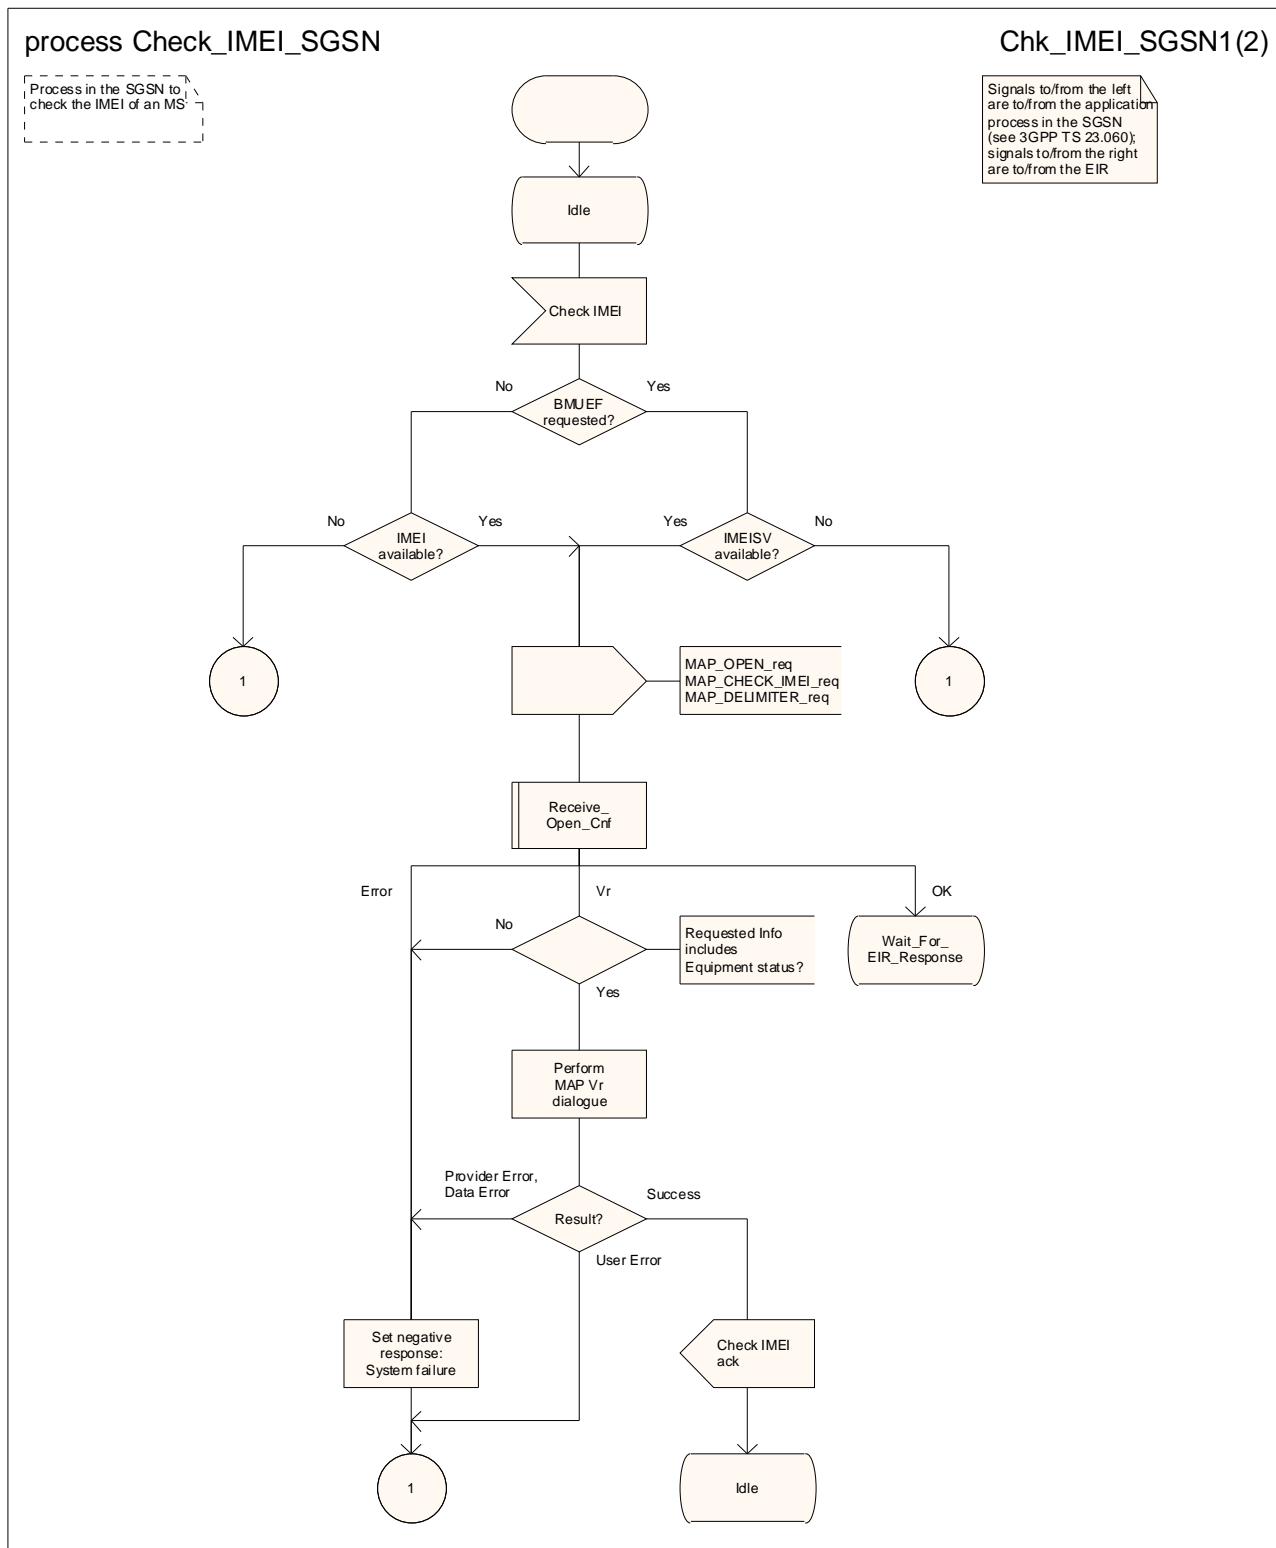 process Check_IMEI_SGSN
Chk_IMEI_SGSN1(2)
Process in the SGSN to
check the IMEI of an MS
Signals to/from the left
are to/from the application
process in the SGSN
(see 3GPP TS 23.060);
signals to/from the right
are to/from the EIR
Idle
Check IMEI
No
Yes
BMUEF
requested?
No
IMEI
available?
Yes
Yes
IMEISV
available?
No
1
MAP_OPEN_req
MAP_CHECK_IMEI_req
MAP_DELIMITER_req
1
Receive_
Open_Cnf
Error
Vr
OK
No
Requested Info
includes
Equipment status?
Wait_For_
EIR_Response
Yes
Perform
MAP Vr
dialogue
Provider Error,
Data Error
Success
Result?
User Error
Set negative
response:
System failure
Check IMEI
ack
1
Idle